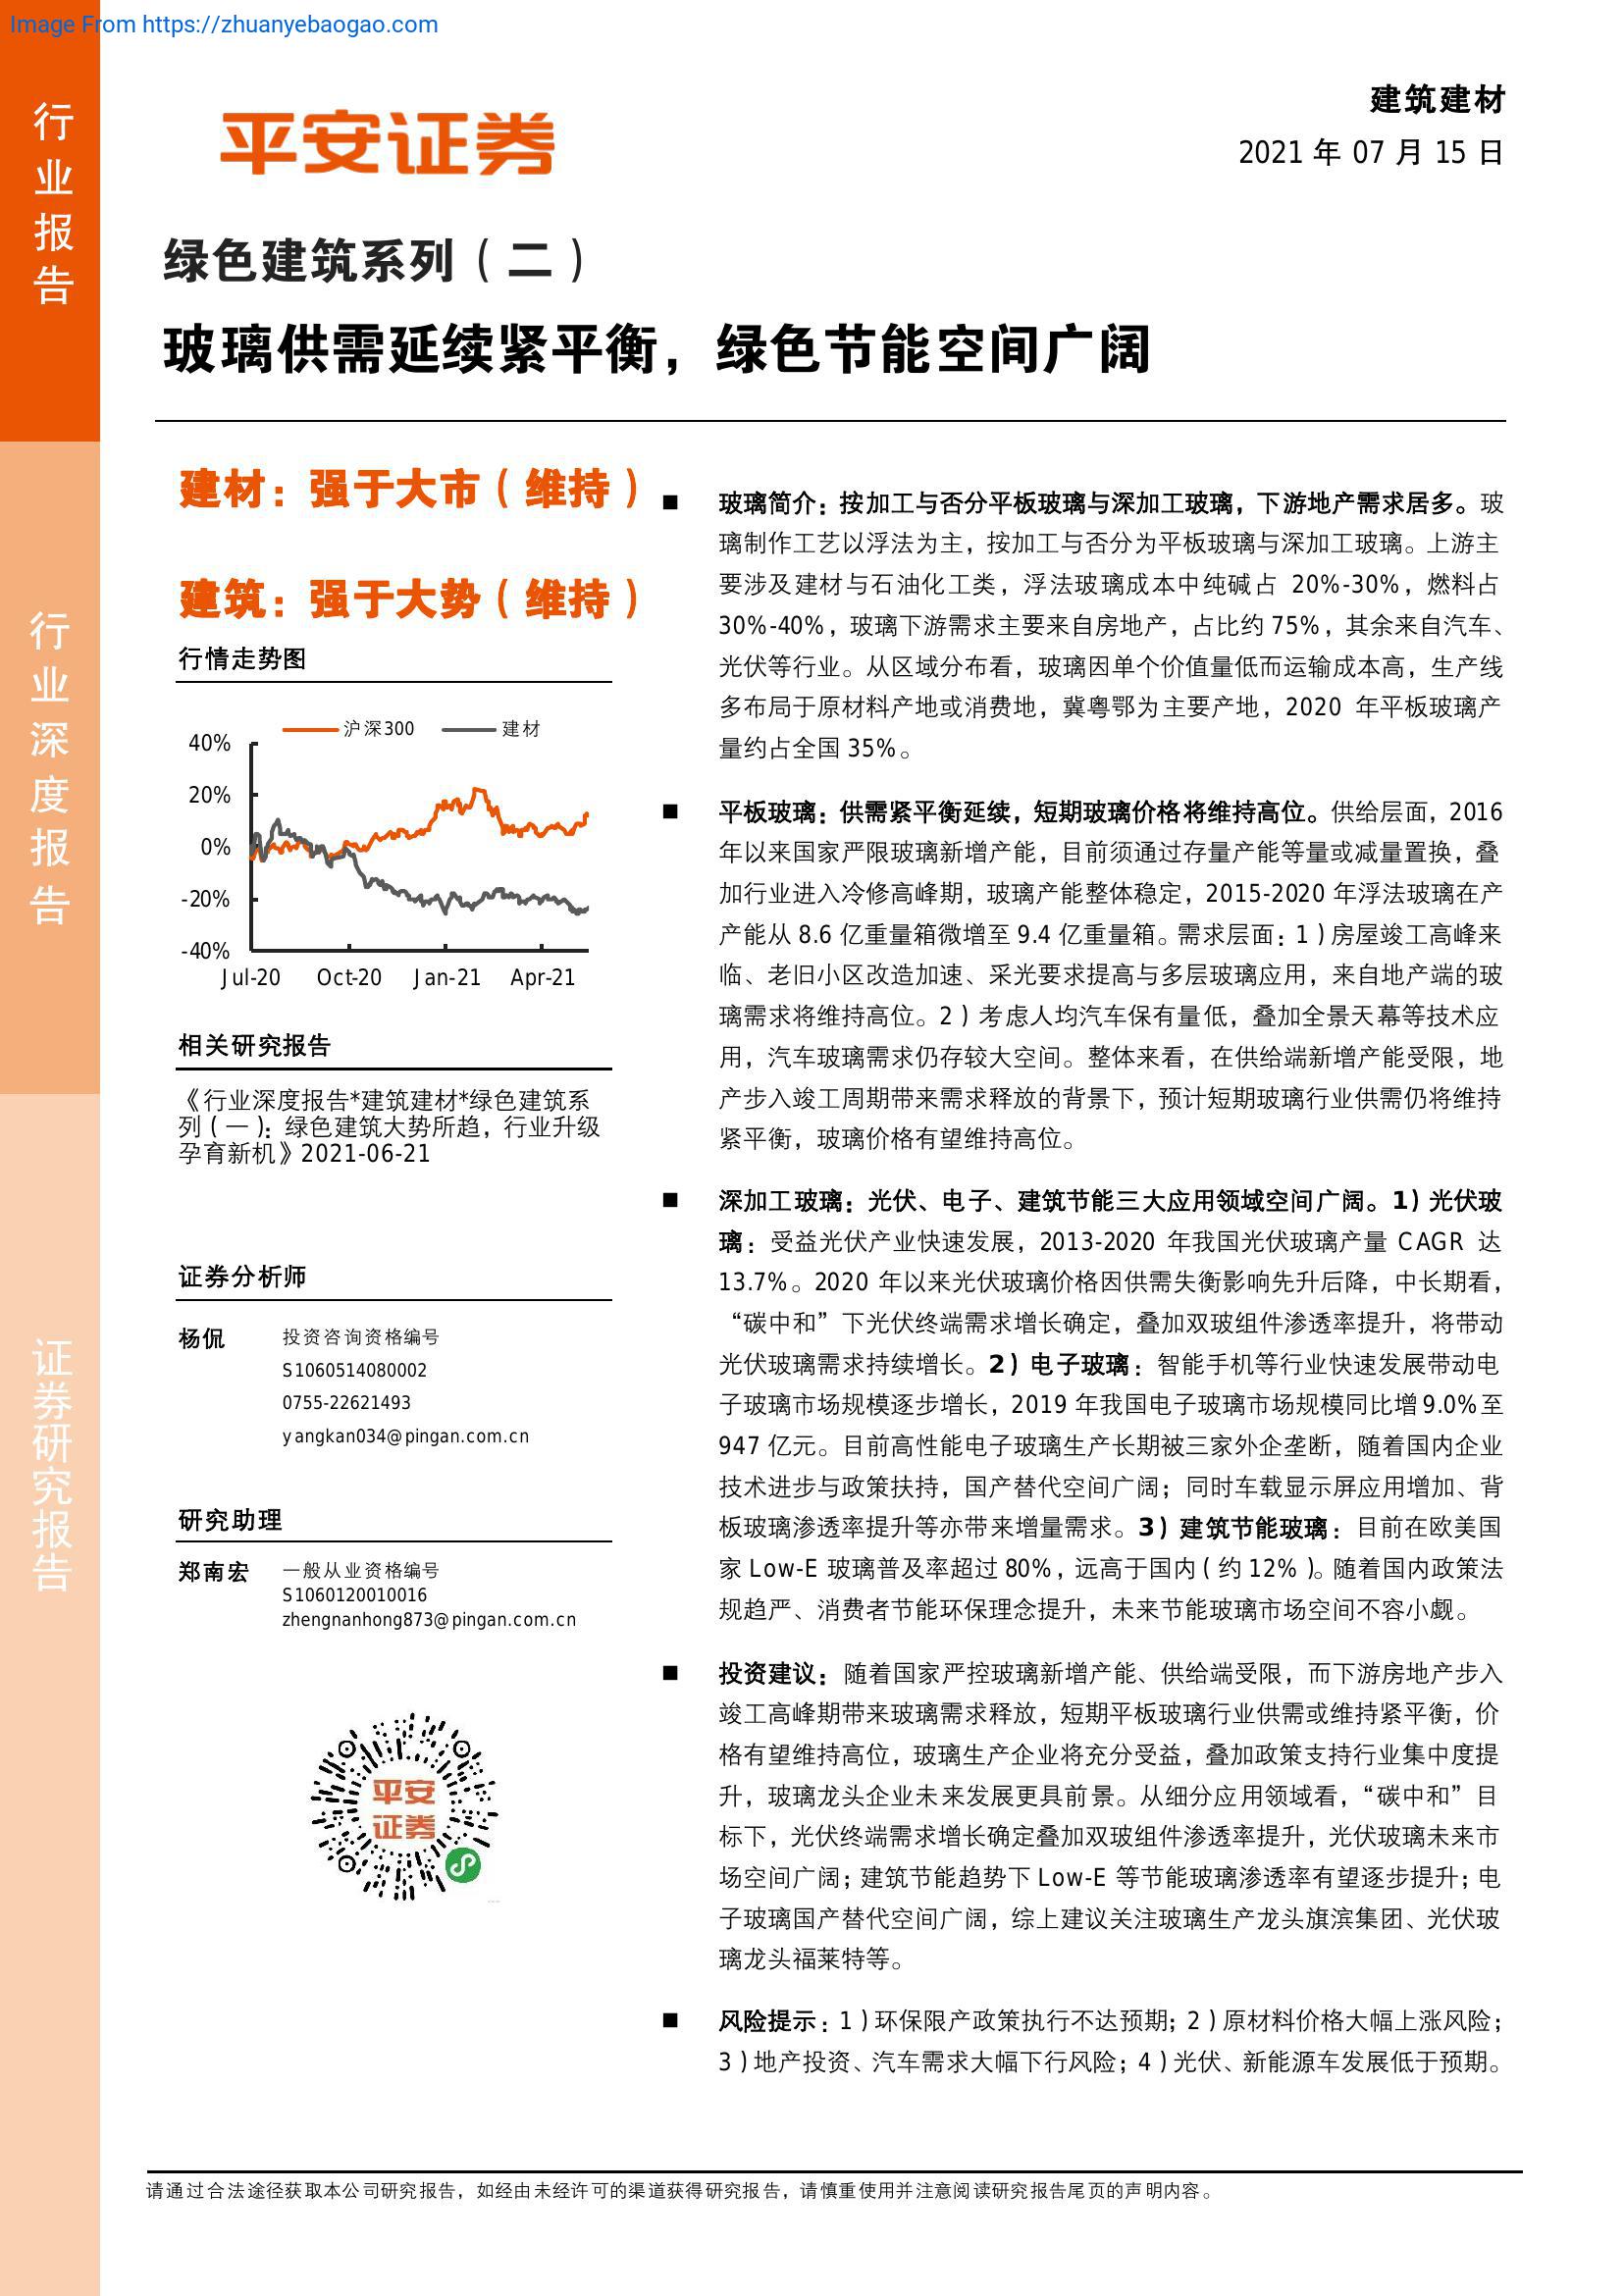 Image From https://zhuanyebaogao.com
行业报告
行业深度报告
证券研究报告
平安证券
建筑建材
2021 年 07 月 15 日
绿色建筑系列(二)
玻璃供需延续紧平衡，绿色节能空间广阔
建材：强于大市(维持)
建筑：强于大势(维持)
行情走势图
沪深300 建材
40%
20%
0%
-20%
-40%
Jul-20 Oct-20 Jan-21 Apr-21
相关研究报告
《行业深度报告*建筑建材*绿色建筑系
列(一)：绿色建筑大势所趋，行业升级
孕育新机》2021-06-21
证券分析师
杨侃 投资咨询资格编号
S1060514080002
0755-22621493
yangkan034@pingan.com.cn
研究助理
郑南宏 一般从业资格编号
S1060120010016
zhengnanhong873@pingan.com.cn
平安
证券
■ 玻璃简介：按加工与否分平板玻璃与深加工玻璃，下游地产需求居多。玻
璃制作工艺以浮法为主，按加工与否分为平板玻璃与深加工玻璃。上游主
要涉及建材与石油化工类，浮法玻璃成本中纯碱占 20%-30%，燃料占
30%-40%，玻璃下游需求主要来自房地产，占比约 75%，其余来自汽车、
光伏等行业。从区域分布看，玻璃因单个价值量低而运输成本高，生产线
多布局于原材料产地或消费地，冀粤鄂为主要产地，2020 年平板玻璃产
量约占全国 35%。
■ 平板玻璃：供需紧平衡延续，短期玻璃价格将维持高位。供给层面，2016
年以来国家严限玻璃新增产能，目前须通过存量产能等量或减量置换，叠
加行业进入冷修高峰期，玻璃产能整体稳定，2015-2020 年浮法玻璃在产
产能从 8.6 亿重量箱微增至 9.4 亿重量箱。需求层面：1)房屋竣工高峰来
临、老旧小区改造加速、采光要求提高与多层玻璃应用，来自地产端的玻
璃需求将维持高位。2)考虑人均汽车保有量低，叠加全景天幕等技术应
用，汽车玻璃需求仍存较大空间。整体来看，在供给端新增产能受限，地
产步入竣工周期带来需求释放的背景下，预计短期玻璃行业供需仍将维持
紧平衡，玻璃价格有望维持高位。
■ 深加工玻璃：光伏、电子、建筑节能三大应用领域空间广阔。1)光伏玻
璃：受益光伏产业快速发展，2013-2020 年我国光伏玻璃产量 CAGR 达
13.7%。2020 年以来光伏玻璃价格因供需失衡影响先升后降，中长期看，
“碳中和”下光伏终端需求增长确定，叠加双玻组件渗透率提升，将带动
光伏玻璃需求持续增长。2)电子玻璃：智能手机等行业快速发展带动电
子玻璃市场规模逐步增长，2019 年我国电子玻璃市场规模同比增 9.0%至
947 亿元。目前高性能电子玻璃生产长期被三家外企垄断，随着国内企业
技术进步与政策扶持，国产替代空间广阔；同时车载显示屏应用增加、背
板玻璃渗透率提升等亦带来增量需求。3)建筑节能玻璃：目前在欧美国
家 Low-E 玻璃普及率超过 80%，远高于国内(约 12%)。随着国内政策法
规趋严、消费者节能环保理念提升，未来节能玻璃市场空间不容小觑。
■ 投资建议：随着国家严控玻璃新增产能、供给端受限，而下游房地产步入
竣工高峰期带来玻璃需求释放，短期平板玻璃行业供需或维持紧平衡，价
格有望维持高位，玻璃生产企业将充分受益，叠加政策支持行业集中度提
升，玻璃龙头企业未来发展更具前景。从细分应用领域看，“碳中和”目
标下，光伏终端需求增长确定叠加双玻组件渗透率提升，光伏玻璃未来市
场空间广阔；建筑节能趋势下 Low-E 等节能玻璃渗透率有望逐步提升；电
子玻璃国产替代空间广阔，综上建议关注玻璃生产龙头旗滨集团、光伏玻
璃龙头福莱特等。
■ 风险提示：1)环保限产政策执行不达预期；2)原材料价格大幅上涨风险；
3)地产投资、汽车需求大幅下行风险；4)光伏、新能源车发展低于预期。
请通过合法途径获取本公司研究报告，如经由未经许可的渠道获得研究报告，请慎重使用并注意阅读研究报告尾页的声明内容。